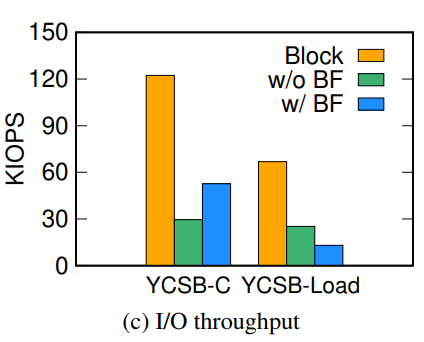 150
120
90
60
30
0
KIOPS
Block
w/o BF
w/ BF
YCSB-C YCSB-Load
(c) I/O throughput